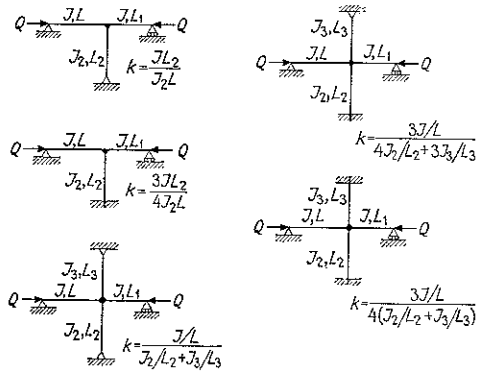 Q J,L J,L₁ Q
J₂,L₂
k=JL₂/J₂L
Q J,L J,L₁ Q
J₂,L₂
k=3JL₂/4J₂L
J₃,L₃
Q J,L J,L₁ Q
J₂,L₂
k=J/L/J₂/L₂+J₃/L₃
J₃,L₃
Q J,L J,L₁ Q
J₂,L₂
k=3J/L/4J₂/L₂+3J₃/L₃
J₃,L₃
Q J,L J,L₁ Q
J₂,L₂
k=3J/L/4(J₂/L₂+J₃/L₃)